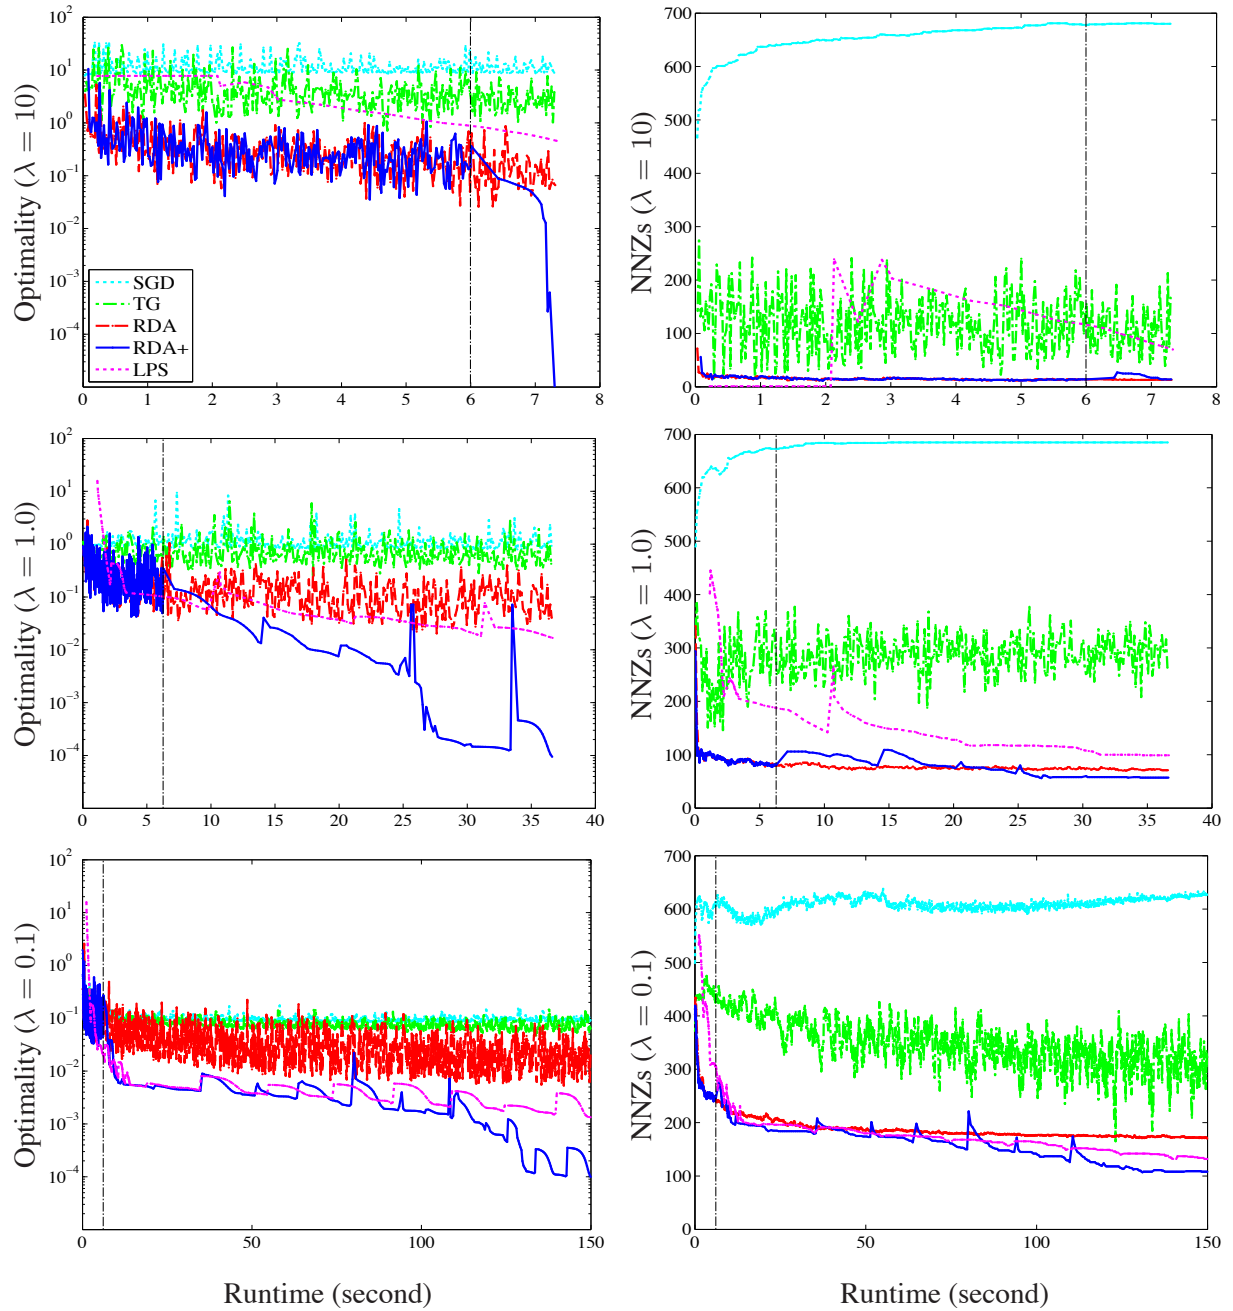 Optimality (λ = 10)
10^2
10^1
10^0
10^-1
10^-2
10^-3
10^-4
SGD
TG
RDA
RDA+
LPS
0 1 2 3 4 5 6 7 8
NNZs (λ = 10)
700
600
500
400
300
200
100
0
0 1 2 3 4 5 6 7 8
Optimality (λ = 1.0)
10^2
10^1
10^0
10^-1
10^-2
10^-3
10^-4
0 5 10 15 20 25 30 35 40
NNZs (λ = 1.0)
700
600
500
400
300
200
100
0
0 5 10 15 20 25 30 35 40
Optimality (λ = 0.1)
10^2
10^1
10^0
10^-1
10^-2
10^-3
10^-4
0 50 100 150
NNZs (λ = 0.1)
700
600
500
400
300
200
100
0
0 50 100 150
Runtime (second)
Runtime (second)